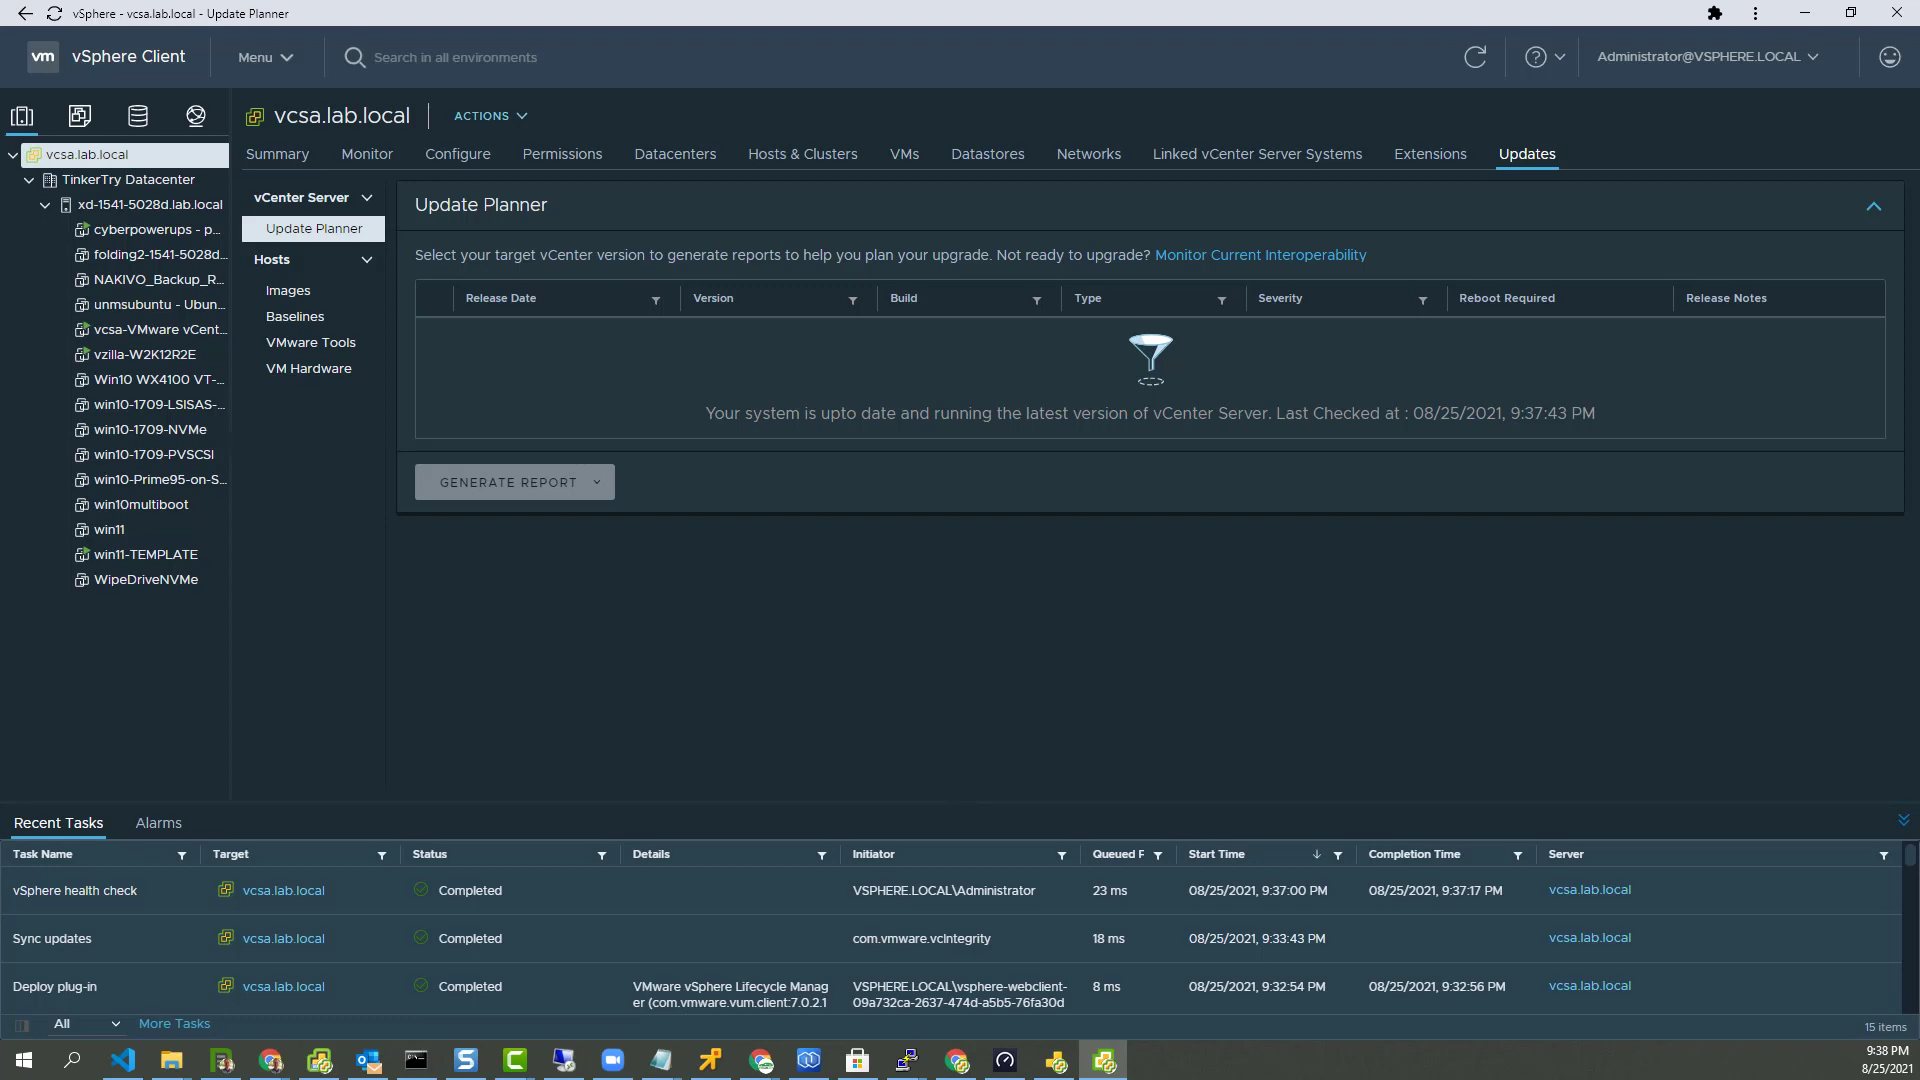 vSphere - vcsa.lab.local - Update Planner
vm vSphere Client Menu Search in all environments Administrator@VSPHERE.LOCAL
vcsa.lab.local ACTIONS
Summary Monitor Configure Permissions Datacenters Hosts & Clusters VMs Datastores Networks Linked vCenter Server Systems Extensions Updates
vcsa.lab.local
TinkerTry Datacenter
xd-1541-5028d.lab.local
cyberpowerups - p...
folding2-1541-5028d...
NAKIVO_Backup_R...
unmsubuntu - Ubun...
vcsa-VMware vCent...
vzilla-W2K12R2E
Win10 WX4100 VT-...
win10-1709-LSISAS-...
win10-1709-NVMe
win10-1709-PVSCSI
win10-Prime95-on-S...
win10multiboot
win11
win11-TEMPLATE
WipeDriveNVMe
vCenter Server
Update Planner
Hosts
Images
Baselines
VMware Tools
VM Hardware
Update Planner
Select your target vCenter version to generate reports to help you plan your upgrade. Not ready to upgrade? Monitor Current Interoperability
Release Date Version Build Type Severity Reboot Required Release Notes
Your system is upto date and running the latest version of vCenter Server. Last Checked at : 08/25/2021, 9:37:43 PM
GENERATE REPORT
Recent Tasks Alarms
Task Name Target Status Details Initiator Queued F Start Time Completion Time Server
vSphere health check vcsa.lab.local Completed VSPHERE.LOCAL\Administrator 23 ms 08/25/2021, 9:37:00 PM 08/25/2021, 9:37:17 PM vcsa.lab.local
Sync updates vcsa.lab.local Completed com.vmware.vcIntegrity 18 ms 08/25/2021, 9:33:43 PM vcsa.lab.local
Deploy plug-in vcsa.lab.local Completed VMware vSphere Lifecycle Manag VSPHERE.LOCAL\vsphere-webclient- 8 ms 08/25/2021, 9:32:54 PM 08/25/2021, 9:32:56 PM vcsa.lab.local
er (com.vmware.vum.client:7.0.2.1 09a732ca-2637-474d-a5b5-76fa30d
All More Tasks 15 items
9:38 PM
8/25/2021